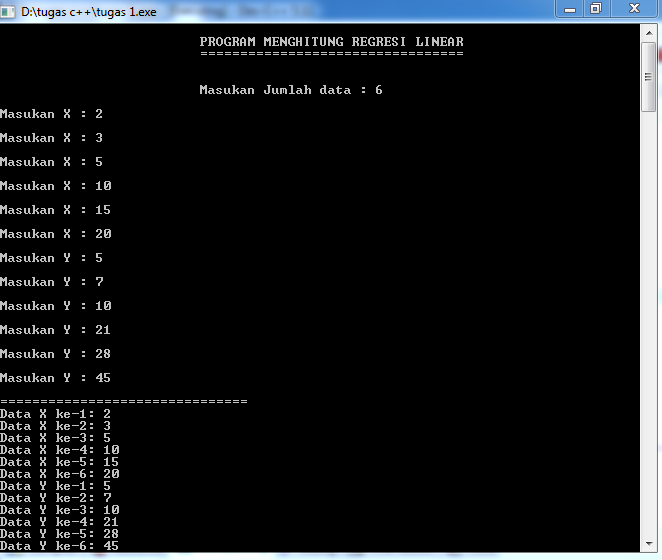 D:\tugas c++\tugas 1.exe
PROGRAM MENGHITUNG REGRESI LINEAR
=================================
Masukan Jumlah data : 6
Masukan X : 2
Masukan X : 3
Masukan X : 5
Masukan X : 10
Masukan X : 15
Masukan X : 20
Masukan Y : 5
Masukan Y : 7
Masukan Y : 10
Masukan Y : 21
Masukan Y : 28
Masukan Y : 45
===============================
Data X ke-1: 2
Data X ke-2: 3
Data X ke-3: 5
Data X ke-4: 10
Data X ke-5: 15
Data X ke-6: 20
Data Y ke-1: 5
Data Y ke-2: 7
Data Y ke-3: 10
Data Y ke-4: 21
Data Y ke-5: 28
Data Y ke-6: 45